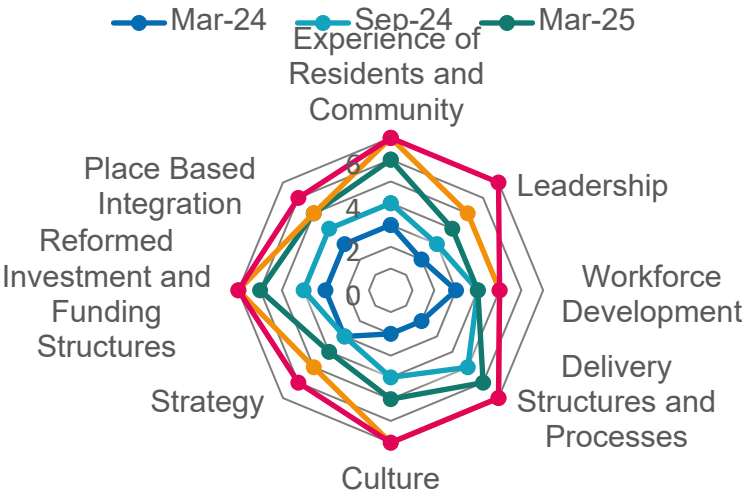 Mar-24 Sep-24 Mar-25
Experience of
Residents and
Community
Leadership
Workforce
Development
Delivery
Structures and
Processes
Culture
Strategy
Reformed
Investment and
Funding
Structures
Place Based
Integration
6
4
2
0